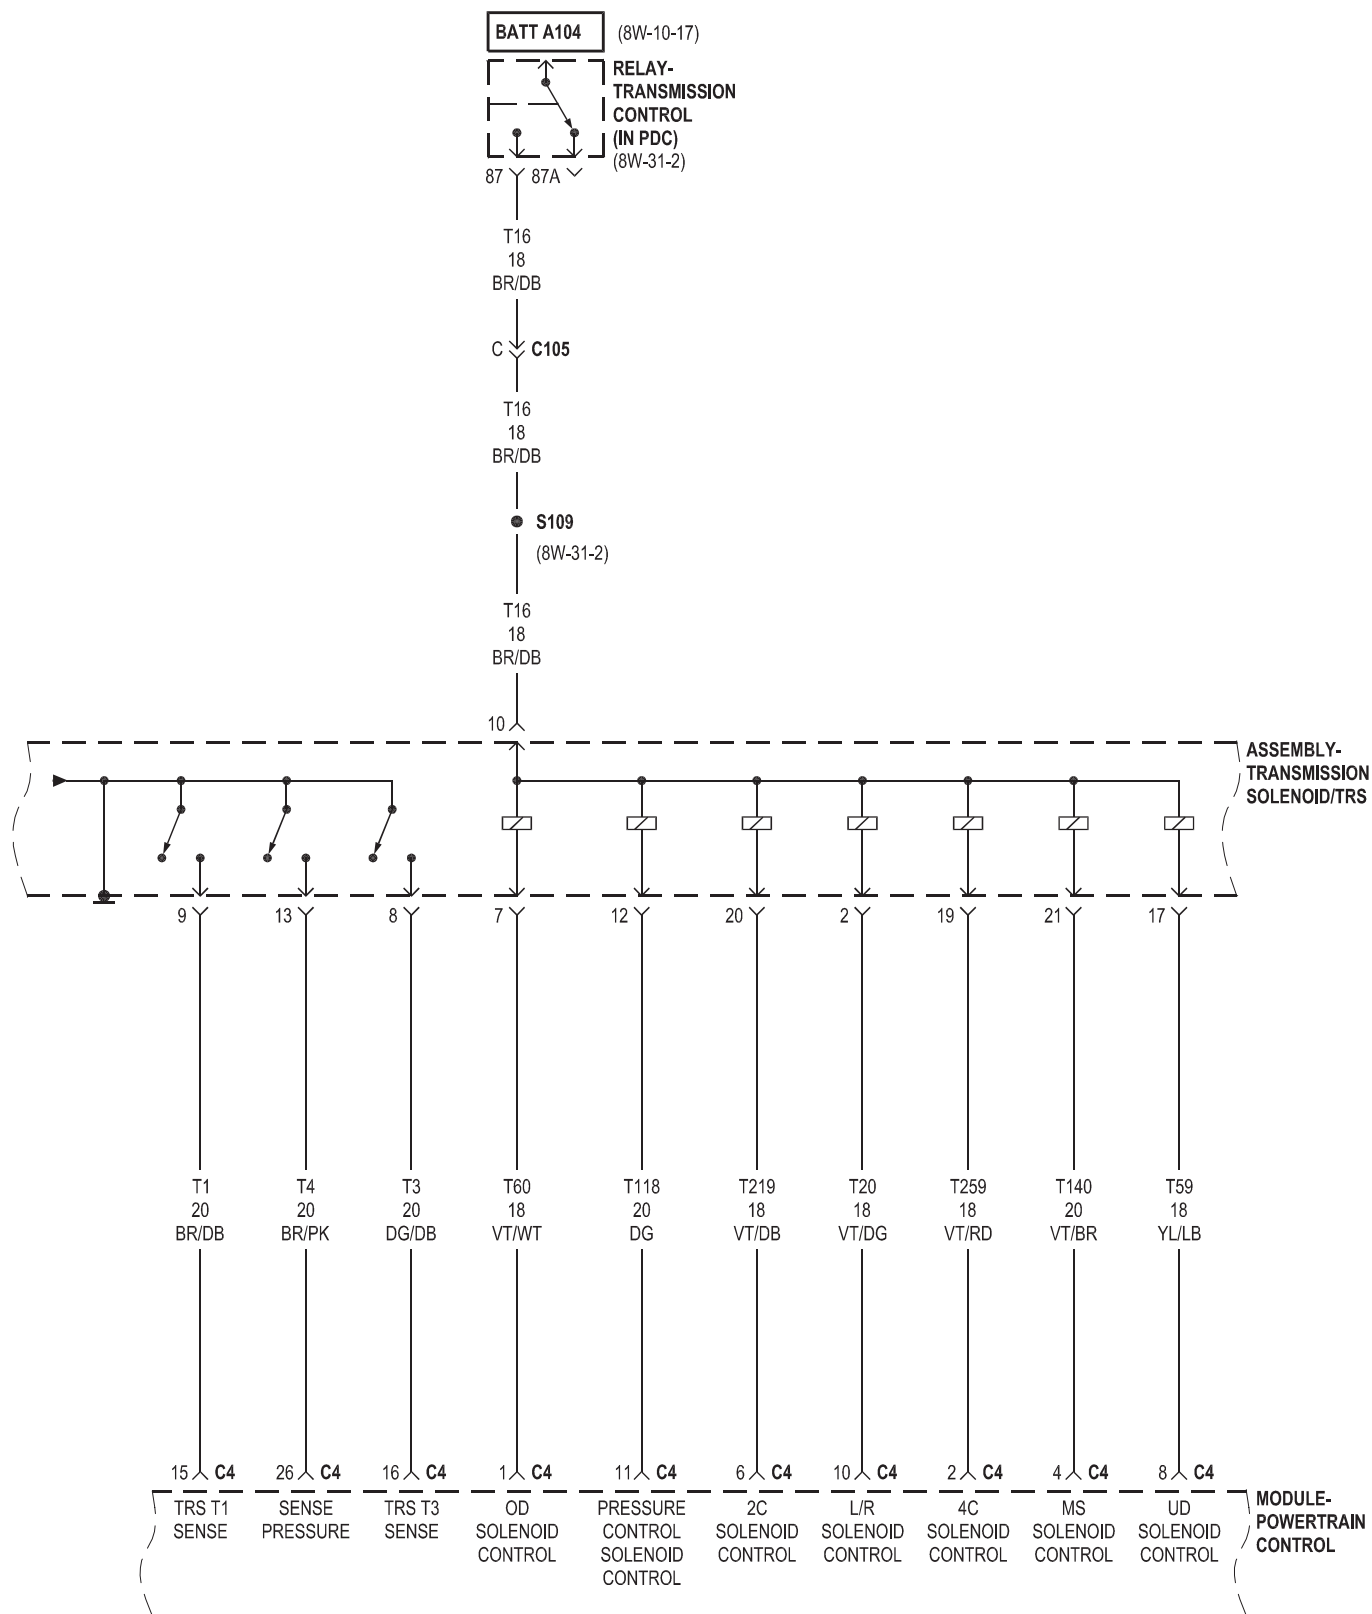 BATT A104 (8W-10-17)
RELAY-
TRANSMISSION
CONTROL
(IN PDC)
(8W-31-2)
87 87A
T16
18
BR/DB
C C105
T16
18
BR/DB
S109
(8W-31-2)
T16
18
BR/DB
10
ASSEMBLY-
TRANSMISSION
SOLENOID/TRS
9 13 8 7 12 20 2 19 21 17
T1 T4 T3 T60 T118 T219 T20 T259 T140 T59
20 20 20 18 20 18 18 18 20 18
BR/DB BR/PK DG/DB VT/WT DG VT/DB VT/DG VT/RD VT/BR YL/LB
15 C4 26 C4 16 C4 1 C4 11 C4 6 C4 10 C4 2 C4 4 C4 8 C4
TRS T1
SENSE
SENSE
PRESSURE
TRS T3
SENSE
OD
SOLENOID
CONTROL
PRESSURE
CONTROL
SOLENOID
CONTROL
2C
SOLENOID
CONTROL
L/R
SOLENOID
CONTROL
4C
SOLENOID
CONTROL
MS
SOLENOID
CONTROL
UD
SOLENOID
CONTROL
MODULE-
POWERTRAIN
CONTROL